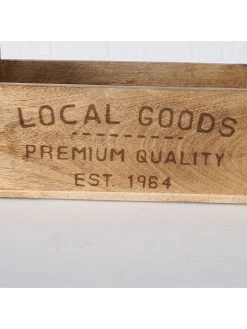 LOCAL GOODS
PREMIUM QUALITY
EST. 1964